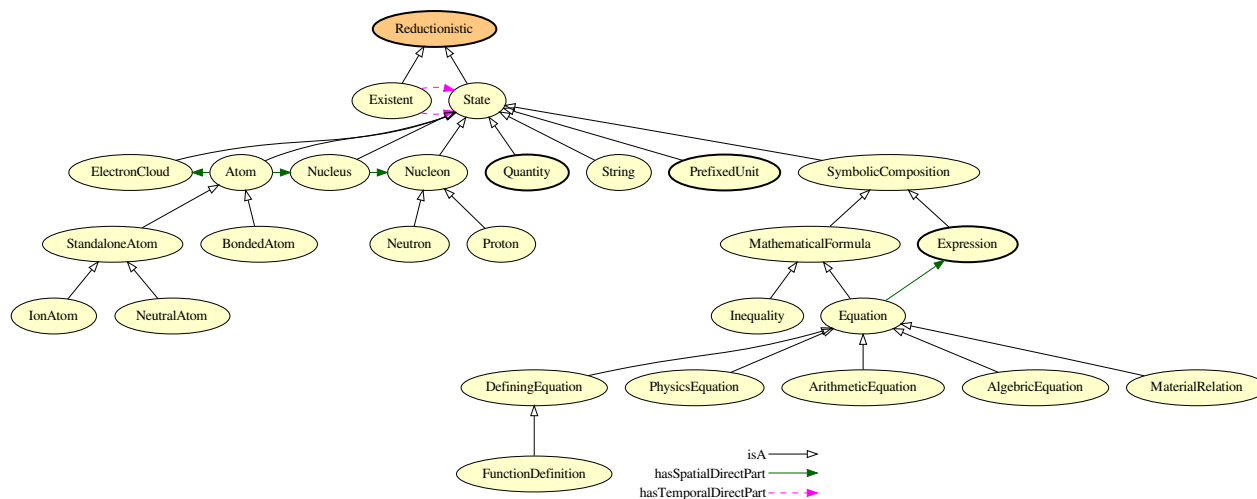 Reductionistic
Existent
State
ElectronCloud
Atom
Nucleus
Nucleon
Quantity
String
PrefixedUnit
SymbolicComposition
StandaloneAtom
BondedAtom
Neutron
Proton
MathematicalFormula
Expression
IonAtom
NeutralAtom
Inequality
Equation
DefiningEquation
PhysicsEquation
ArithmeticEquation
AlgebricEquation
MaterialRelation
FunctionDefinition
isA
hasSpatialDirectPart
hasTemporalDirectPart